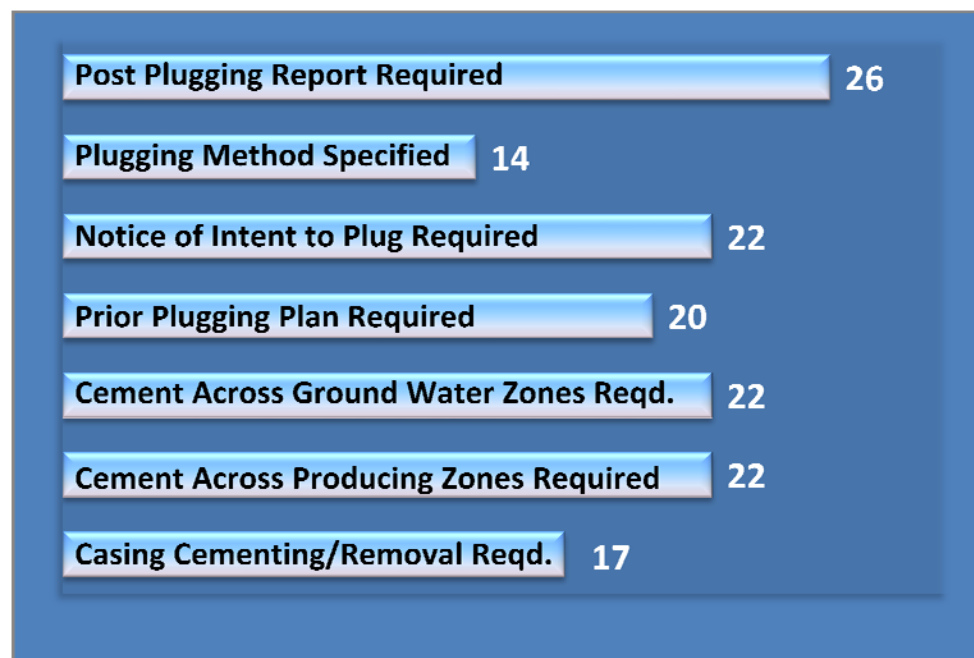 Post Plugging Report Required 26
Plugging Method Specified 14
Notice of Intent to Plug Required 22
Prior Plugging Plan Required 20
Cement Across Ground Water Zones Reqd. 22
Cement Across Producing Zones Required 22
Casing Cementing/Removal Reqd. 17